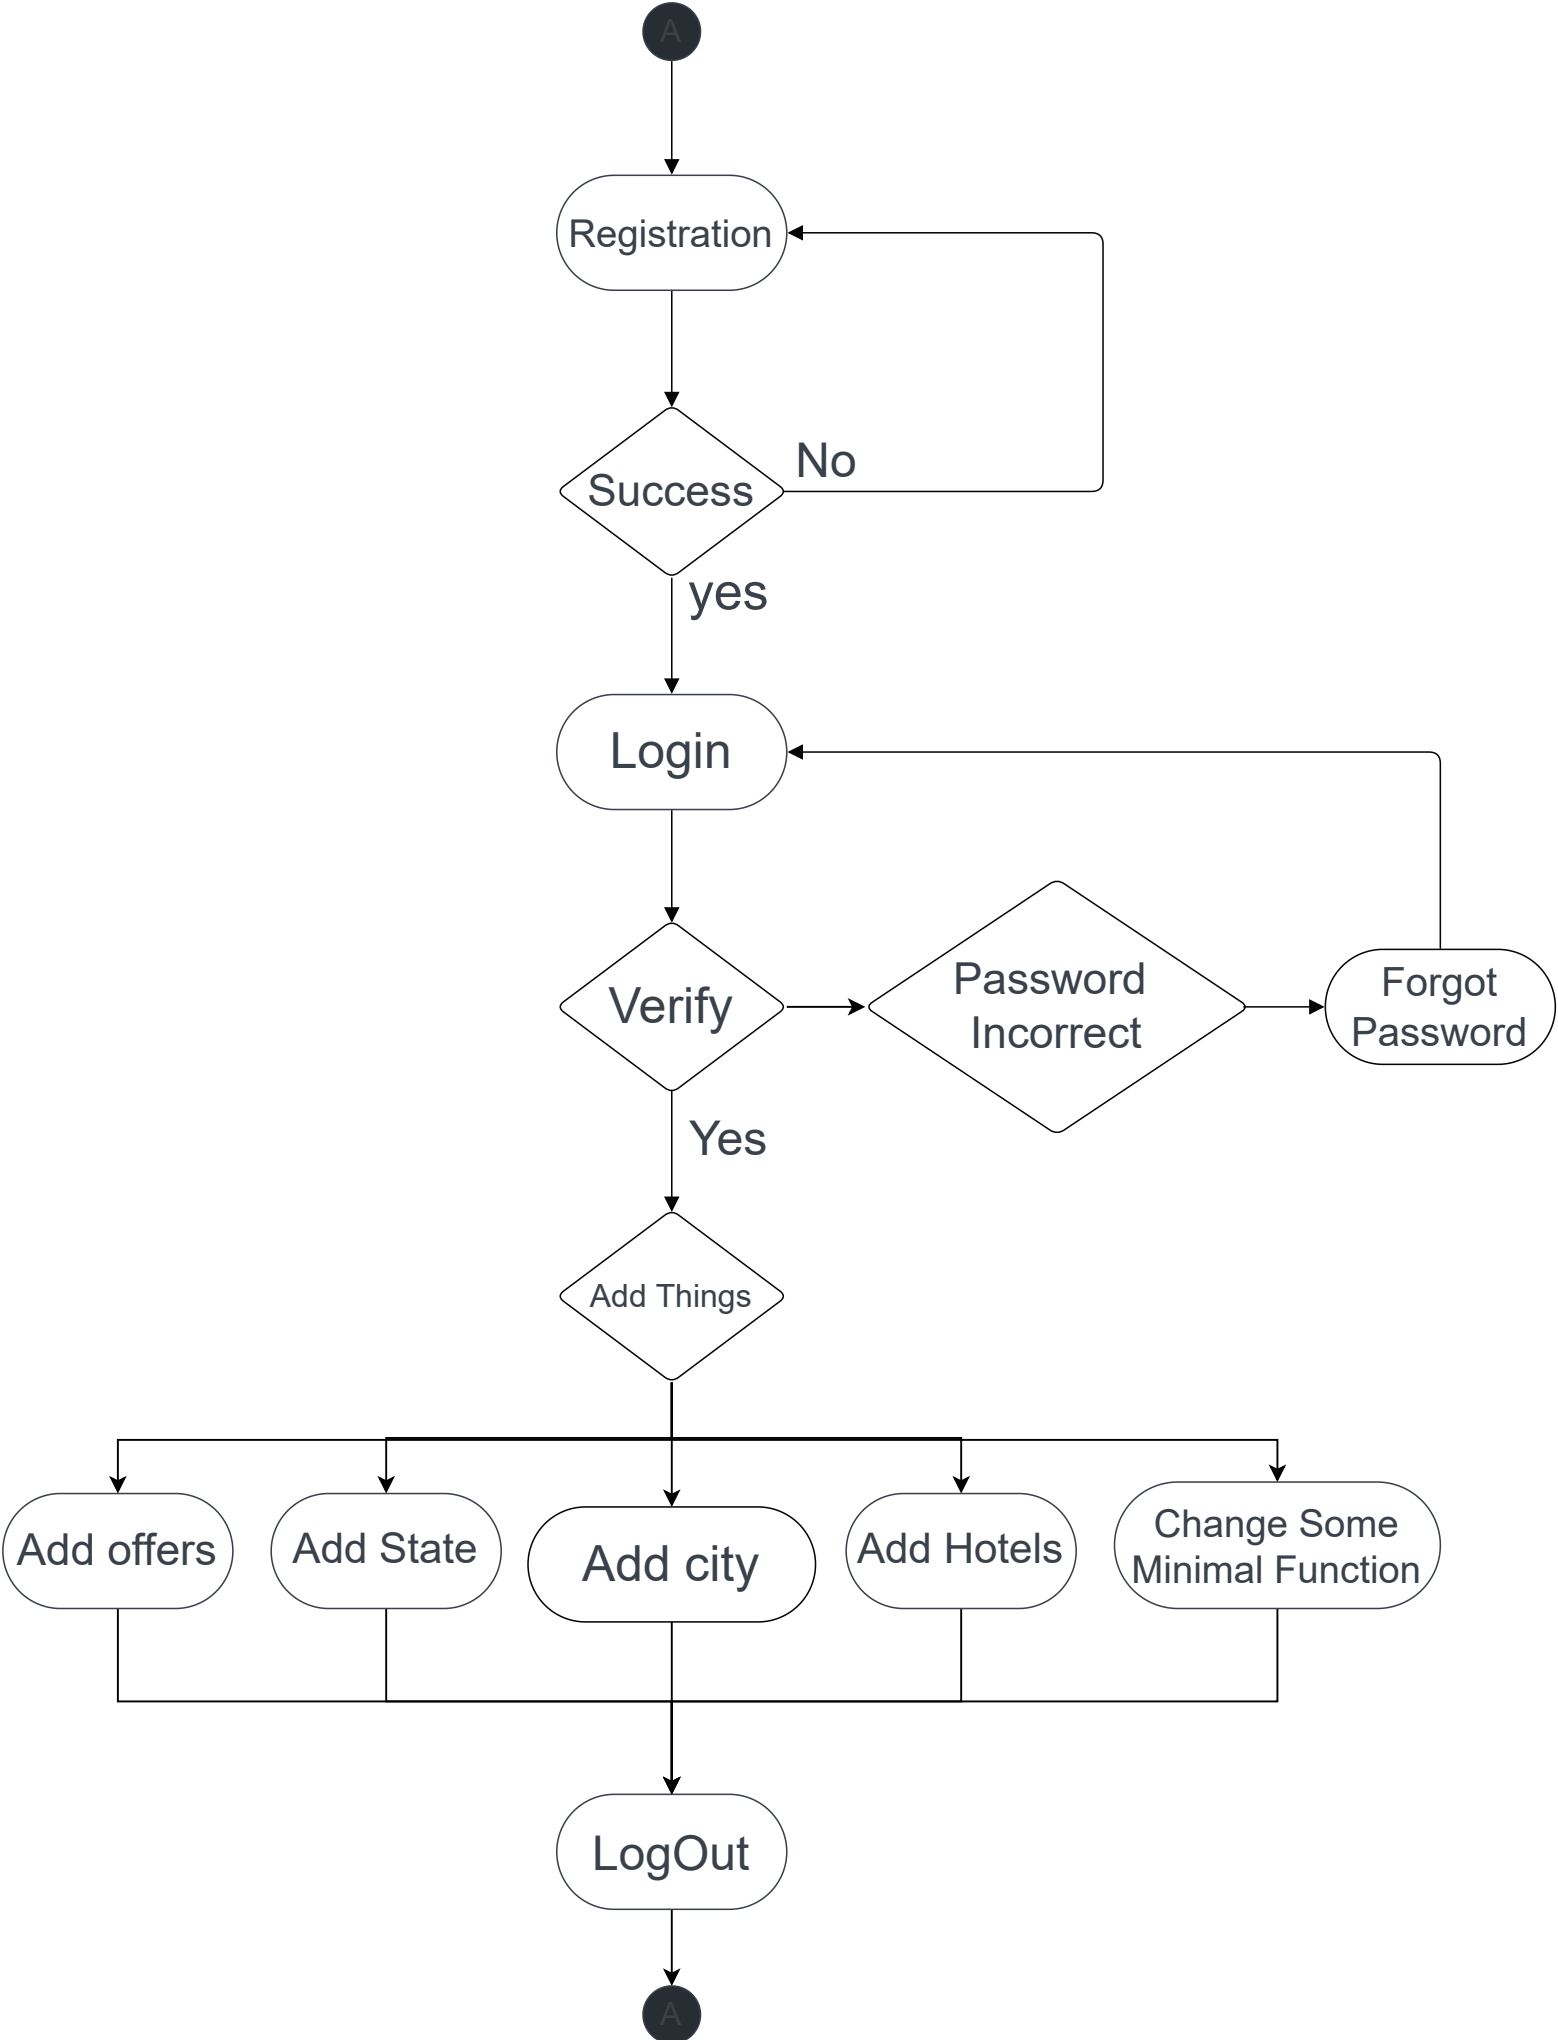 A
Registration
Success
No
yes
Login
Verify
Password
Incorrect
Forgot
Password
Yes
Add Things
Add offers
Add State
Add city
Add Hotels
Change Some
Minimal Function
LogOut
A